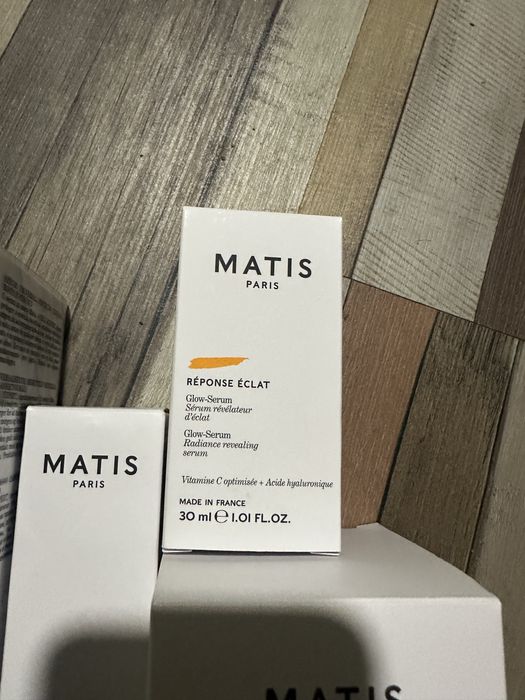 MATIS
PARIS
RÉPONSE ÉCLAT
Glow-Serum
Sérum révélateur
d'éclat
Glow-Serum
Radiance revealing
serum
Vitamine C optimisée + Acide hyaluronique
MADE IN FRANCE
30 ml ℮ 1.01 FL.OZ.
MATIS
PARIS
MATIS